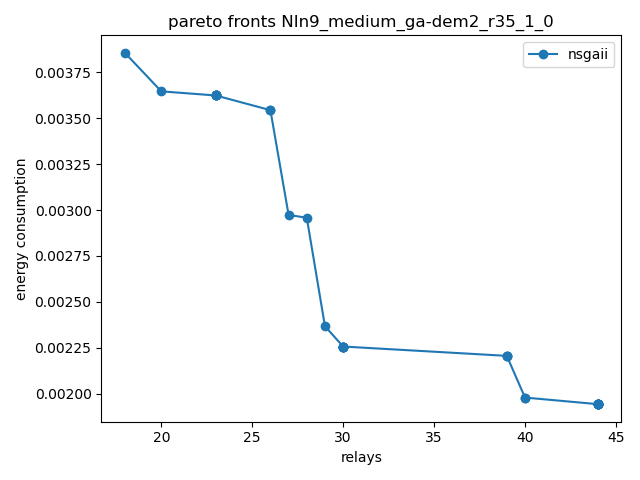 pareto fronts NIn9_medium_ga-dem2_r35_1_0
nsgaii
energy consumption
0.00375
0.00350
0.00325
0.00300
0.00275
0.00250
0.00225
0.00200
20 25 30 35 40 45
relays